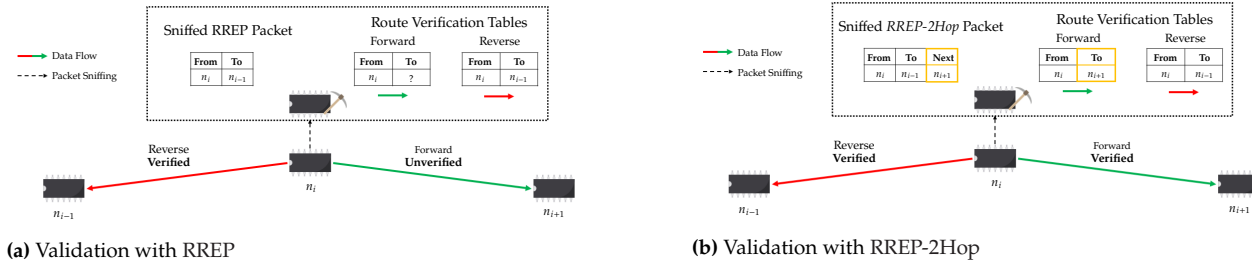 Sniffed RREP Packet
Route Verification Tables
Forward
Reverse
Data Flow
Packet Sniffing
From To
n_i n_{i−1}
From To
n_i ?
From To
n_i n_{i−1}
Reverse
Verified
Forward
Unverified
n_i
n_{i−1}
n_{i+1}
(a) Validation with RREP
Sniffed RREP-2Hop Packet
Route Verification Tables
Forward
Reverse
Data Flow
Packet Sniffing
From To Next
n_i n_{i−1} n_{i+1}
From To
n_i n_{i+1}
From To
n_i n_{i−1}
Reverse
Verified
Forward
Verified
n_i
n_{i−1}
n_{i+1}
(b) Validation with RREP-2Hop